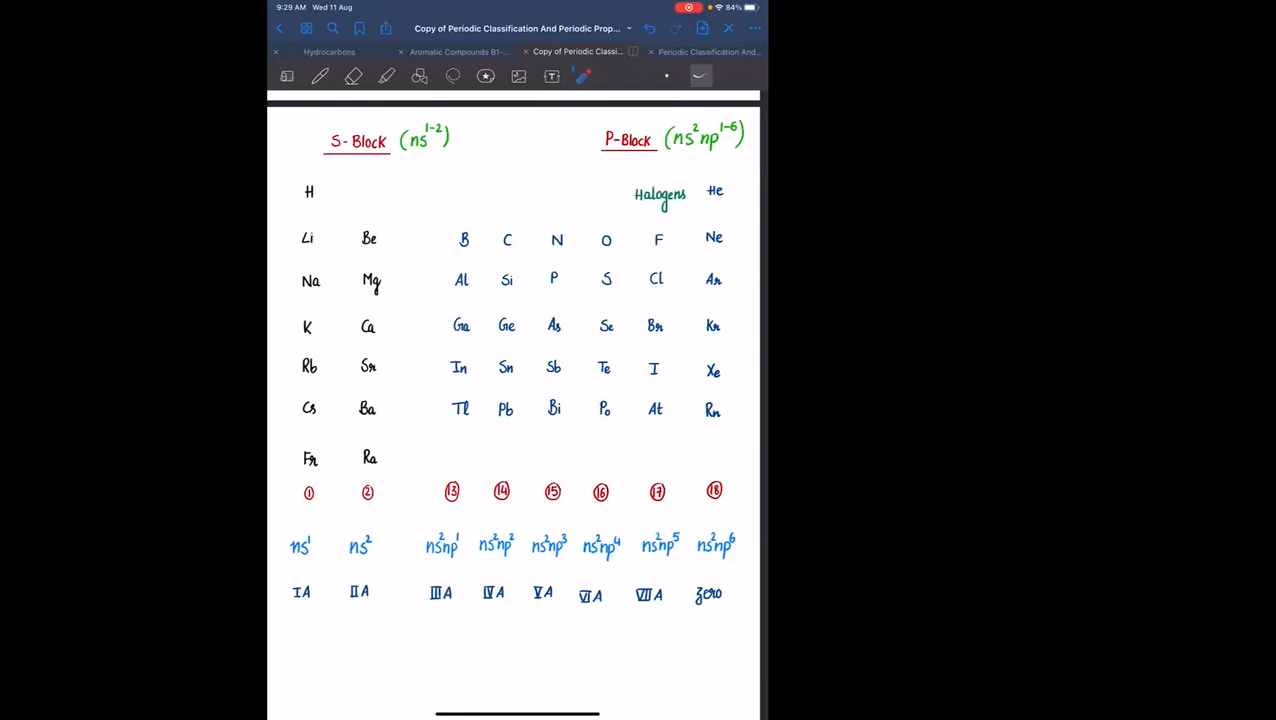 9:29 AM Wed 11 Aug 84%
Copy of Periodic Classification And Periodic Prop...
Hydrocarbons Aromatic Compounds B1-... Copy of Periodic Classi... Periodic Classification And...
S-Block (ns¹⁻²) P-Block (ns²np¹⁻⁶)
H Halogens He
Li Be B C N O F Ne
Na Mg Al Si P S Cl Ar
K Ca Ga Ge As Se Br Kr
Rb Sr In Sn Sb Te I Xe
Cs Ba Tl Pb Bi Po At Rn
Fr Ra
① ② ⑬ ⑭ ⑮ ⑯ ⑰ ⑱
ns¹ ns² ns²np¹ ns²np² ns²np³ ns²np⁴ ns²np⁵ ns²np⁶
IA IIA IIIA IVA VA VIA VIIA zero